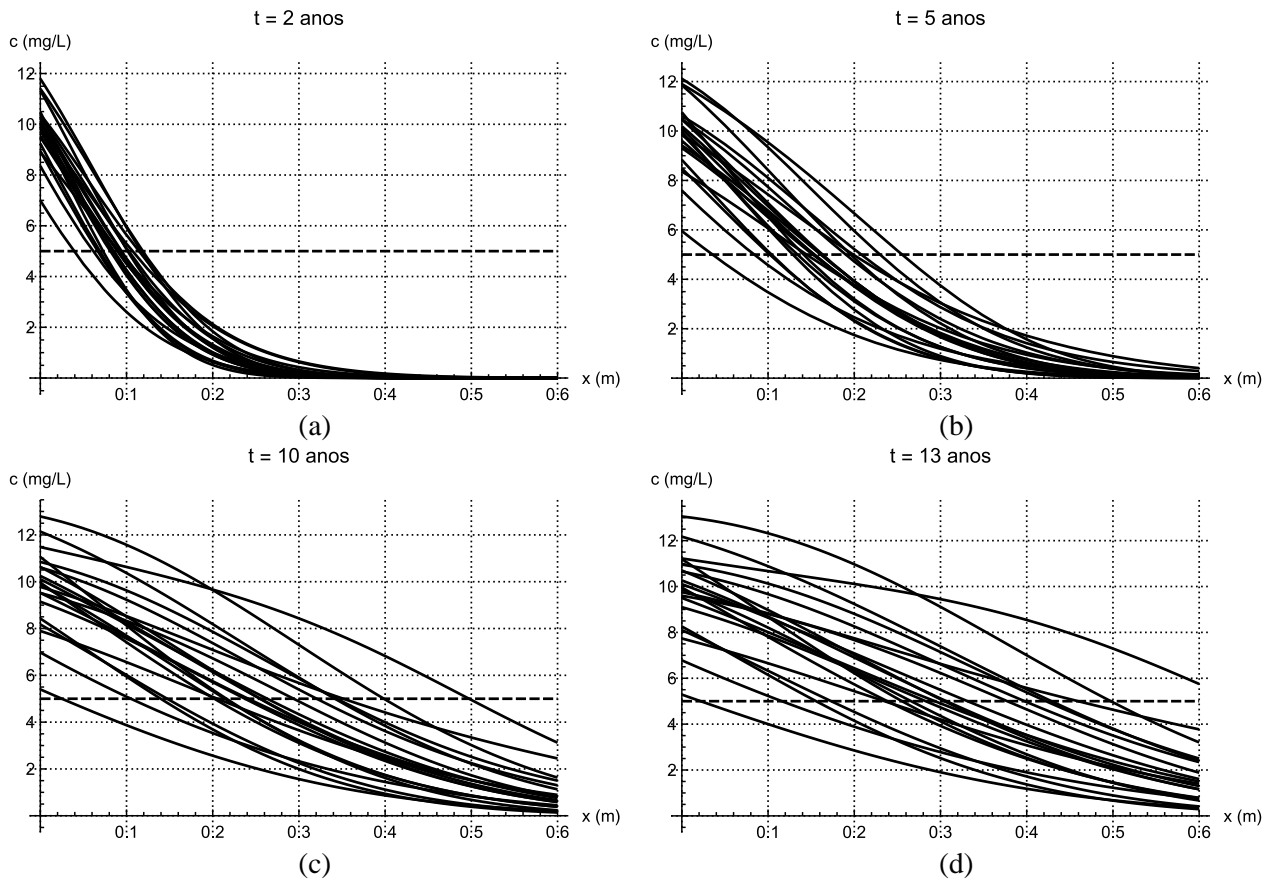 t = 2 anos
c (mg/L)
12
10
8
6
4
2
0:1 0:2 0:3 0:4 0:5 0:6 x (m)
(a)
t = 5 anos
c (mg/L)
12
10
8
6
4
2
0:1 0:2 0:3 0:4 0:5 0:6 x (m)
(b)
t = 10 anos
c (mg/L)
12
10
8
6
4
2
0:1 0:2 0:3 0:4 0:5 0:6 x (m)
(c)
t = 13 anos
c (mg/L)
12
10
8
6
4
2
0:1 0:2 0:3 0:4 0:5 0:6 x (m)
(d)